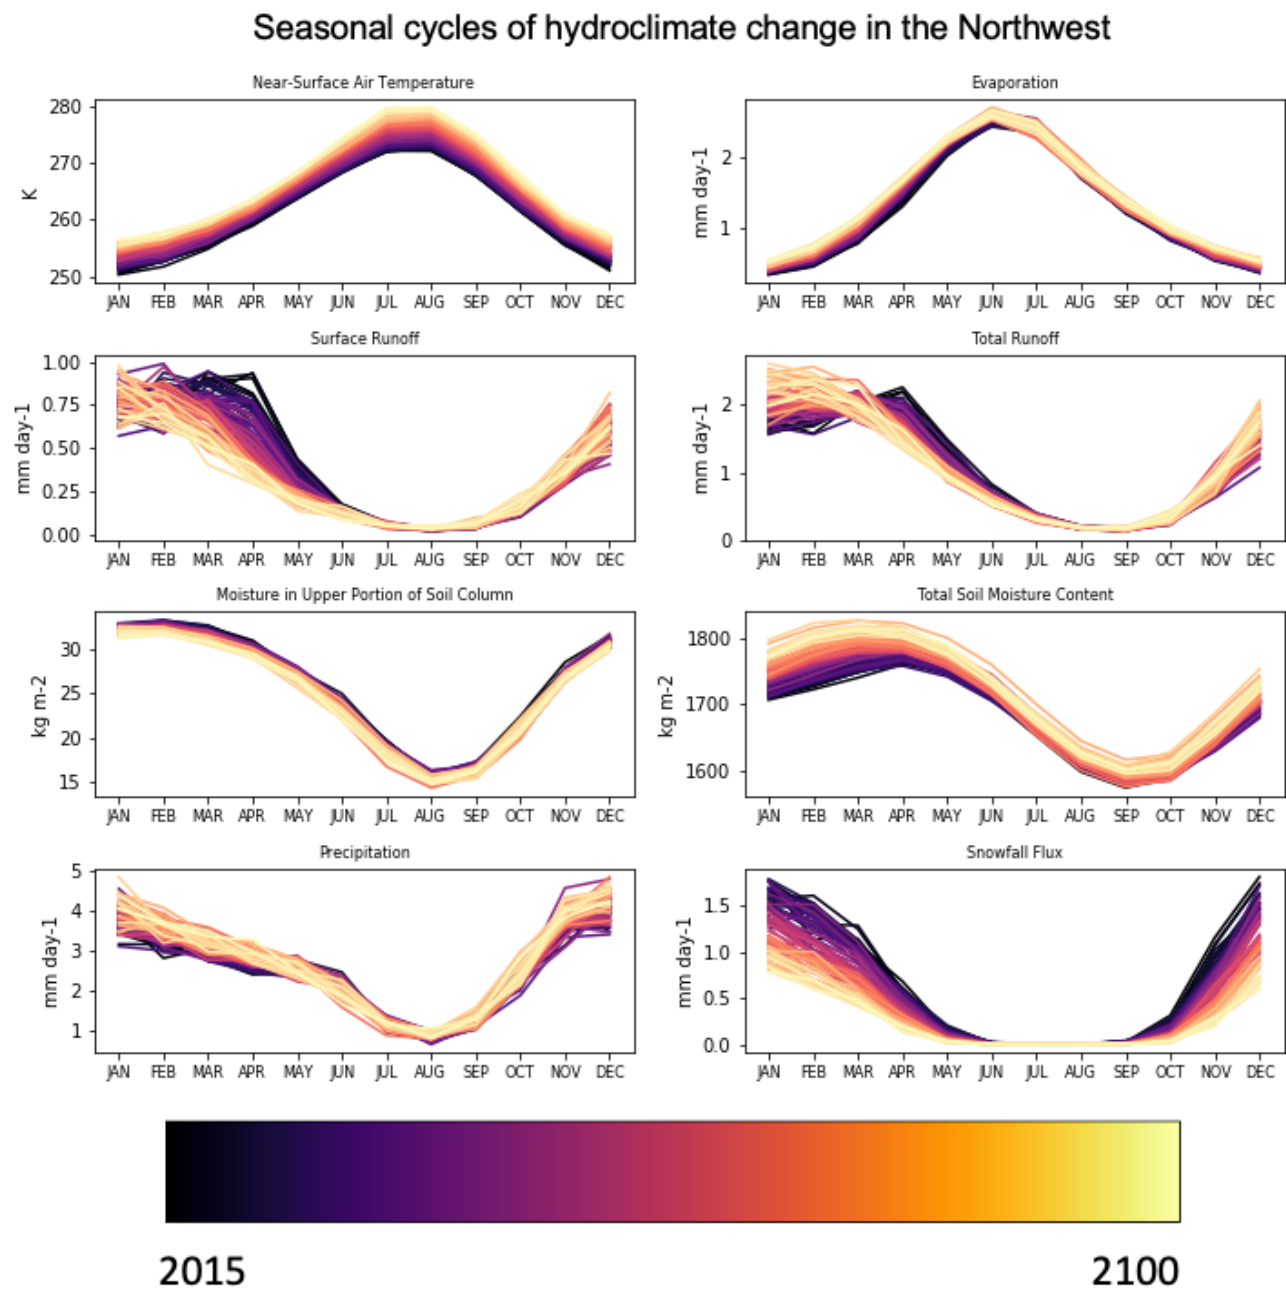 Seasonal cycles of hydroclimate change in the Northwest
Near-Surface Air Temperature
K
280
270
260
250
JAN FEB MAR APR MAY JUN JUL AUG SEP OCT NOV DEC
Evaporation
mm day-1
2
1
JAN FEB MAR APR MAY JUN JUL AUG SEP OCT NOV DEC
Surface Runoff
mm day-1
1.00
0.75
0.50
0.25
0.00
JAN FEB MAR APR MAY JUN JUL AUG SEP OCT NOV DEC
Total Runoff
mm day-1
2
1
0
JAN FEB MAR APR MAY JUN JUL AUG SEP OCT NOV DEC
Moisture in Upper Portion of Soil Column
kg m-2
30
25
20
15
JAN FEB MAR APR MAY JUN JUL AUG SEP OCT NOV DEC
Total Soil Moisture Content
kg m-2
1800
1700
1600
JAN FEB MAR APR MAY JUN JUL AUG SEP OCT NOV DEC
Precipitation
mm day-1
5
4
3
2
1
JAN FEB MAR APR MAY JUN JUL AUG SEP OCT NOV DEC
Snowfall Flux
mm day-1
1.5
1.0
0.5
0.0
JAN FEB MAR APR MAY JUN JUL AUG SEP OCT NOV DEC
2015 2100